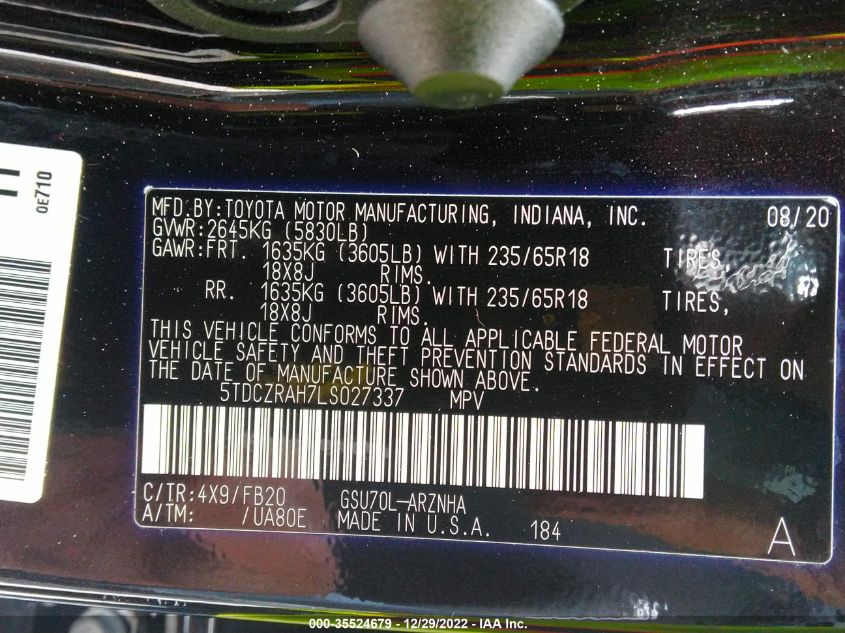 MFD.BY:TOYOTA MOTOR MANUFACTURING, INDIANA, INC. 08/20
GVWR:2645KG (5830LB)
GAWR:FRT. 1635KG (3605LB) WITH 235/65R18 TIRES,
18X8J RIMS.
RR. 1635KG (3605LB) WITH 235/65R18 TIRES,
18X8J RIMS.
THIS VEHICLE CONFORMS TO ALL APPLICABLE FEDERAL MOTOR
VEHICLE SAFETY AND THEFT PREVENTION STANDARDS IN EFFECT ON
THE DATE OF MANUFACTURE SHOWN ABOVE.
5TDCZRAH7LS027337 MPV
C/TR:4X9/FB20 GSU70L-ARZNHA
A/TM: /UA80E MADE IN U.S.A. 184 A
0E710
000-35524679 - 12/29/2022 - IAA Inc.